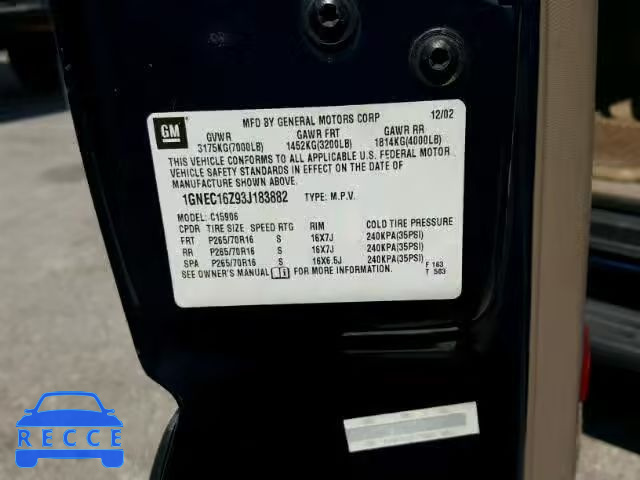 GM
MFD BY GENERAL MOTORS CORP 12/02
GVWR GAWR FRT GAWR RR
3175KG(7000LB) 1452KG(3200LB) 1814KG(4000LB)
THIS VEHICLE CONFORMS TO ALL APPLICABLE U.S. FEDERAL MOTOR
VEHICLE SAFETY STANDARDS IN EFFECT ON THE DATE OF
MANUFACTURE SHOWN ABOVE.
1GNEC16Z93J183882 TYPE: M.P.V.
MODEL: C15906
CPDR TIRE SIZE SPEED RTG RIM COLD TIRE PRESSURE
FRT P265/70R16 S 16X7J 240KPA(35PSI)
RR P265/70R16 S 16X7J 240KPA(35PSI)
SPA P265/70R16 S 16X6.5J 240KPA(35PSI)
SEE OWNER'S MANUAL FOR MORE INFORMATION.
F 163
T 583
RECCE